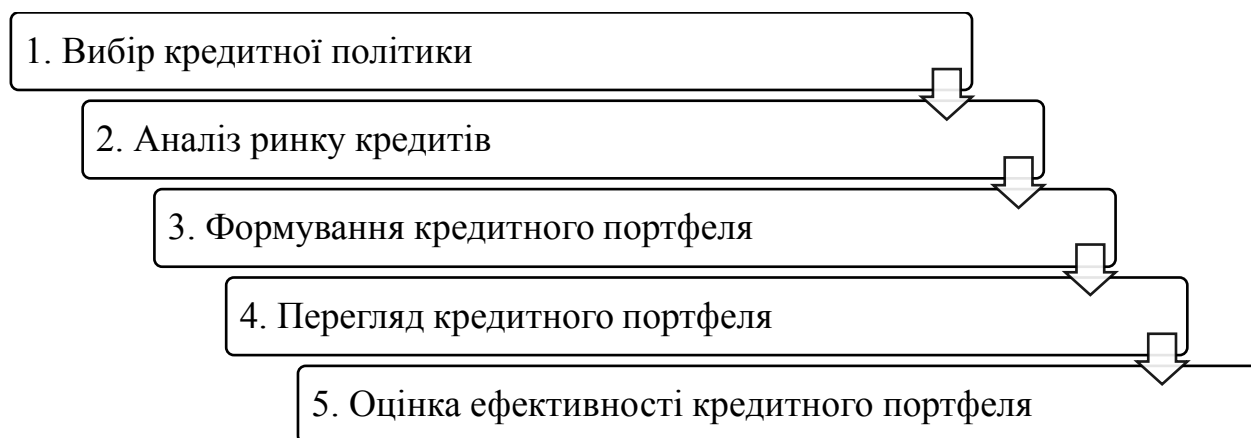 1. Вибір кредитної політики
2. Аналіз ринку кредитів
3. Формування кредитного портфеля
4. Перегляд кредитного портфеля
5. Оцінка ефективності кредитного портфеля